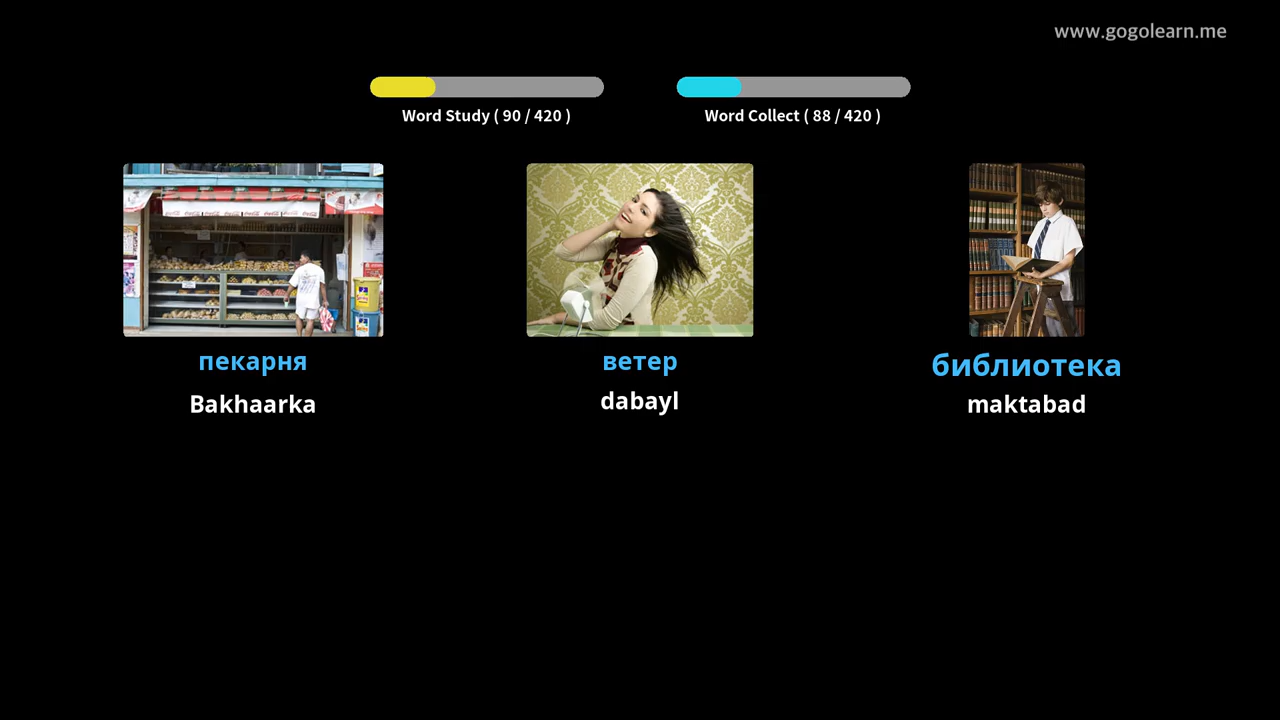 www.gogolearn.me
Word Study ( 90 / 420 )
Word Collect ( 88 / 420 )
пекарня
ветер
библиотека
Bakhaarka
dabayl
maktabad